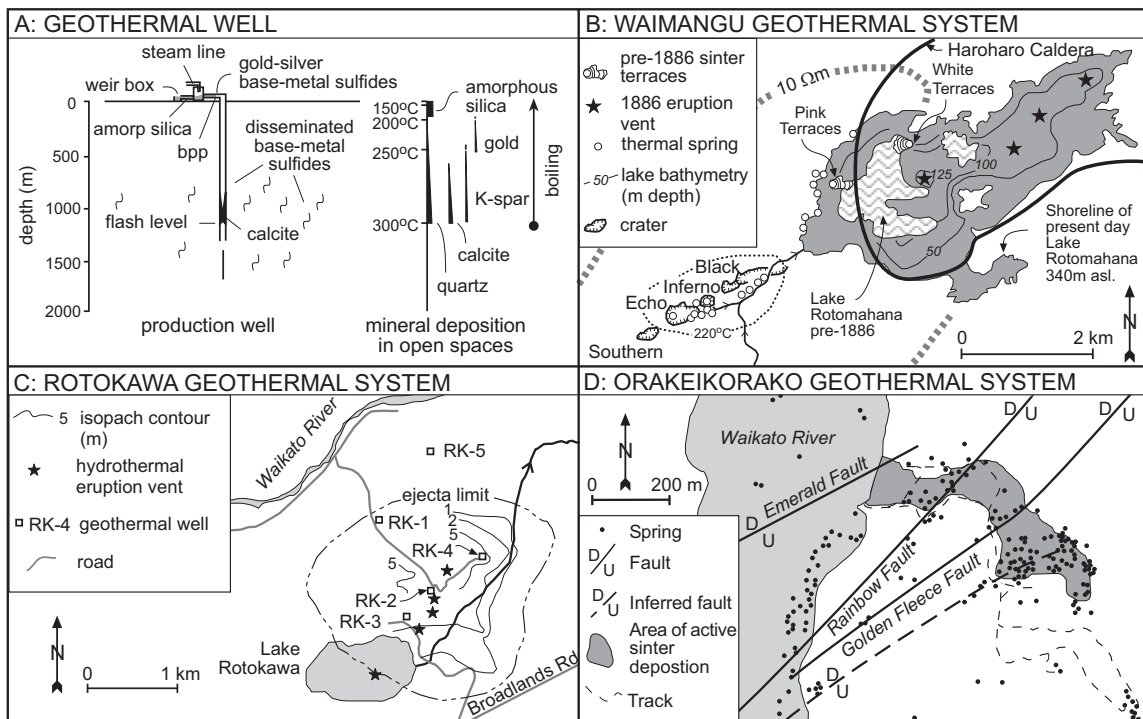 A: GEOTHERMAL WELL
steam line
gold-silver
base-metal sulfides
weir box
0
amorp silica
bpp
disseminated
base-metal
sulfides
500
depth (m)
flash level
1000
calcite
1500
2000
production well
150ºC
200ºC
250ºC
300ºC
amorphous
silica
gold
K-spar
calcite
quartz
boiling
mineral deposition
in open spaces
B: WAIMANGU GEOTHERMAL SYSTEM
pre-1886 sinter
terraces
1886 eruption
vent
thermal spring
50
lake bathymetry
(m depth)
crater
10 Ωm
Haroharo Caldera
White
Terraces
Pink
Terraces
100
125
50
Shoreline of
present day Lake
Rotomahana
340m asl.
Lake
Rotomahana
pre-1886
Black
Inferno
Echo
220ºC
Southern
0
2 km
N
C: ROTOKAWA GEOTHERMAL SYSTEM
5
isopach contour
(m)
hydrothermal
eruption vent
RK-4
geothermal well
road
Waikato River
RK-5
ejecta limit
1
2
5
RK-1
RK-4
5
RK-2
RK-3
Lake
Rotokawa
Broadlands Rd
N
0
1 km
D: ORAKEIKORAKO GEOTHERMAL SYSTEM
N
0
200 m
Waikato River
Emerald Fault
D
U
D
U
D
U
Rainbow Fault
Golden Fleece Fault
D
U
Spring
D
U
Fault
D
U
Inferred fault
Area of active
sinter
depostion
Track